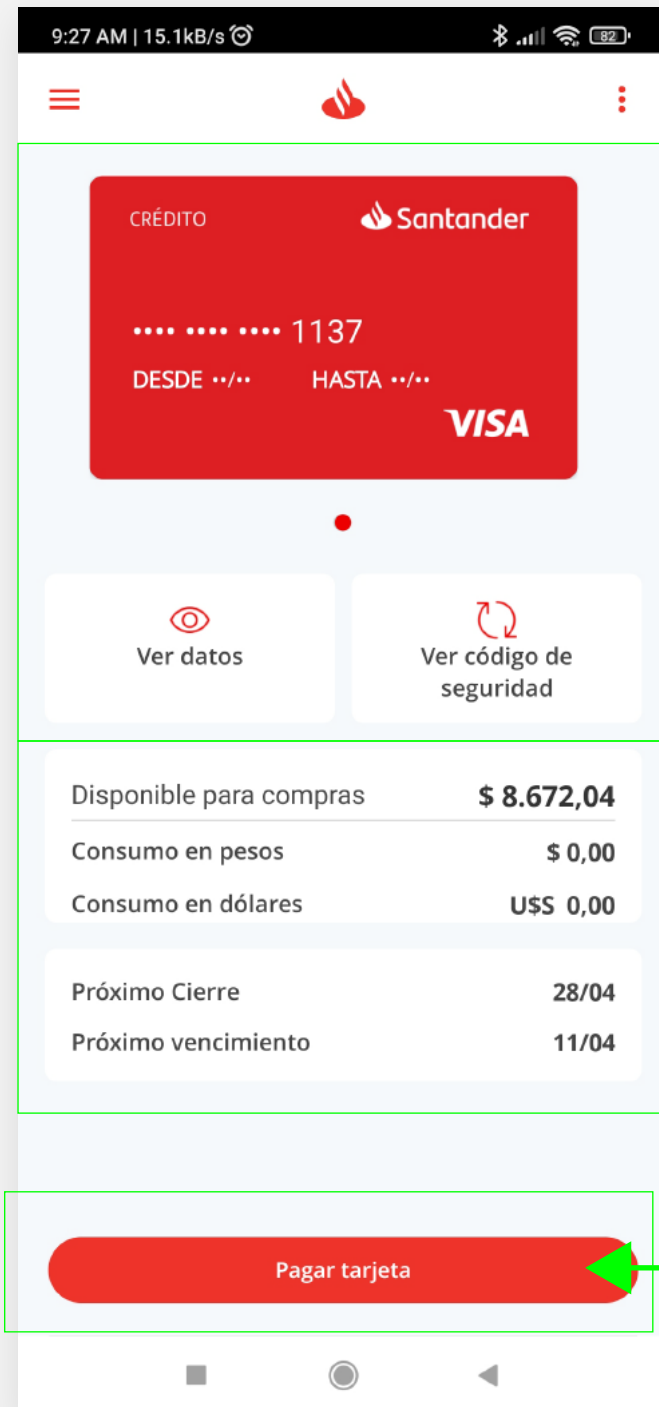 9:27 AM | 15.1kB/s 82
CRÉDITO Santander
•••• •••• •••• 1137
DESDE ••/•• HASTA ••/••
VISA
Ver datos
Ver código de
seguridad
Disponible para compras $ 8.672,04
Consumo en pesos $ 0,00
Consumo en dólares U$S 0,00
Próximo Cierre 28/04
Próximo vencimiento 11/04
Pagar tarjeta